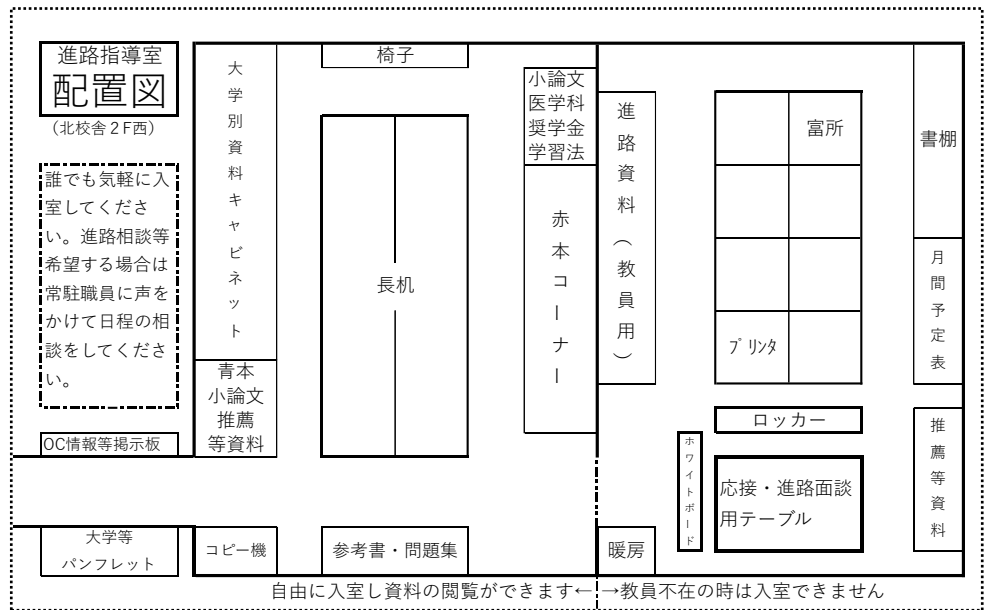 進路指導室
配置図
（北校舎２F西）
誰でも気軽に入
室してくださ
い。進路相談等
希望する場合は
常駐職員に声を
かけて日程の相
談をしてくださ
い。
OC情報等掲示板
大学等
パンフレット
大学別資料キャビネット
青本
小論文
推薦
等資料
コピー機
椅子
長机
参考書・問題集
小論文
医学科
奨学金
学習法
赤本コーナー
進路資料（教員用）
暖房
富所
プリンタ
ロッカー
ホワイトボード
応接・進路面談
用テーブル
書棚
月間予定表
推薦等資料
自由に入室し資料の閲覧ができます←
→教員不在の時は入室できません